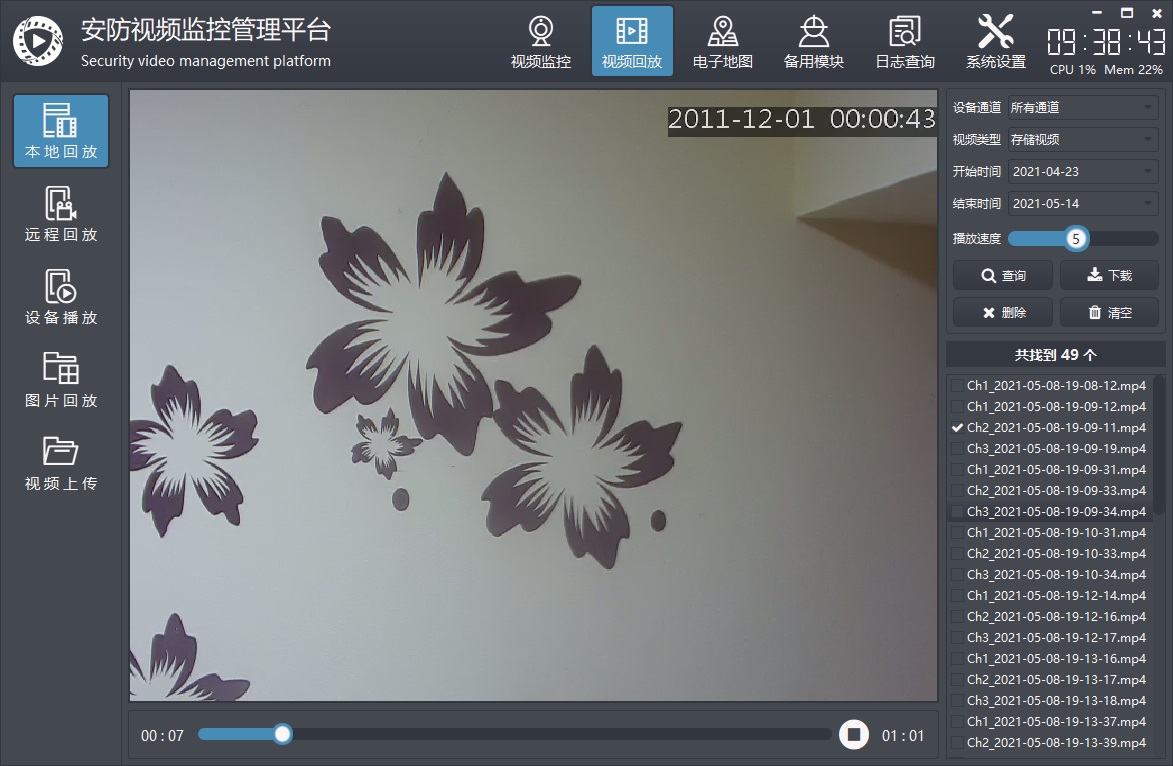 安防视频监控管理平台
Security video management platform
视频监控
视频回放
电子地图
备用模块
日志查询
系统设置
09:38:43
CPU 1% Mem 22%
本地回放
远程回放
设备播放
图片回放
视频上传
2011-12-01 00:00:43
00 : 07
01 : 01
设备通道 所有通道
视频类型 存储视频
开始时间 2021-04-23
结束时间 2021-05-14
播放速度 5
查询 下载
删除 清空
共找到 49 个
Ch1_2021-05-08-19-08-12.mp4
Ch1_2021-05-08-19-09-12.mp4
Ch2_2021-05-08-19-09-11.mp4
Ch3_2021-05-08-19-09-19.mp4
Ch1_2021-05-08-19-09-31.mp4
Ch2_2021-05-08-19-09-33.mp4
Ch3_2021-05-08-19-09-34.mp4
Ch1_2021-05-08-19-10-31.mp4
Ch2_2021-05-08-19-10-33.mp4
Ch3_2021-05-08-19-10-34.mp4
Ch1_2021-05-08-19-12-14.mp4
Ch2_2021-05-08-19-12-16.mp4
Ch3_2021-05-08-19-12-17.mp4
Ch1_2021-05-08-19-13-16.mp4
Ch2_2021-05-08-19-13-17.mp4
Ch3_2021-05-08-19-13-18.mp4
Ch1_2021-05-08-19-13-37.mp4
Ch2_2021-05-08-19-13-39.mp4